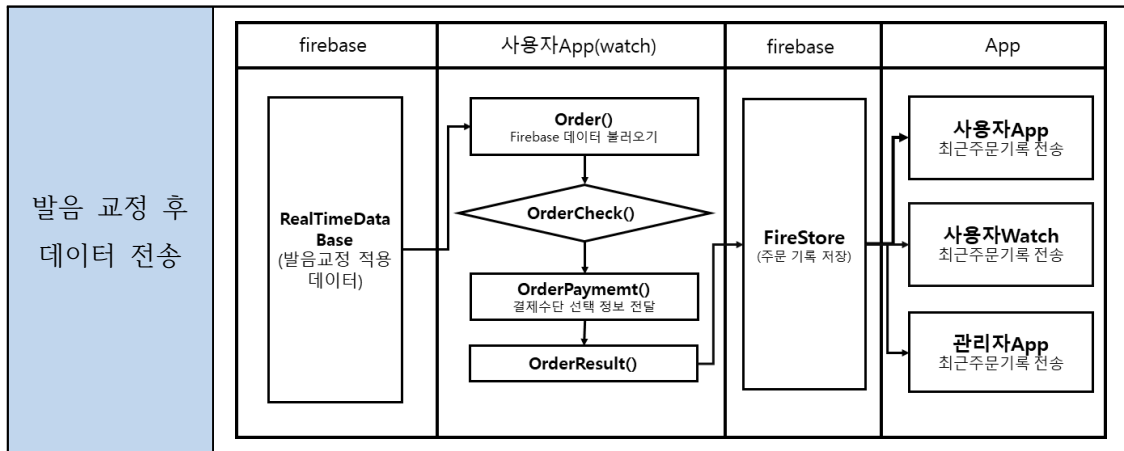 발음 교정 후
데이터 전송
firebase
사용자App(watch)
firebase
App
RealTimeData
Base
(발음교정 적용
데이터)
Order()
Firebase 데이터 불러오기
OrderCheck()
OrderPaymemt()
결제수단 선택 정보 전달
OrderResult()
FireStore
(주문 기록 저장)
사용자App
최근주문기록 전송
사용자Watch
최근주문기록 전송
관리자App
최근주문기록 전송